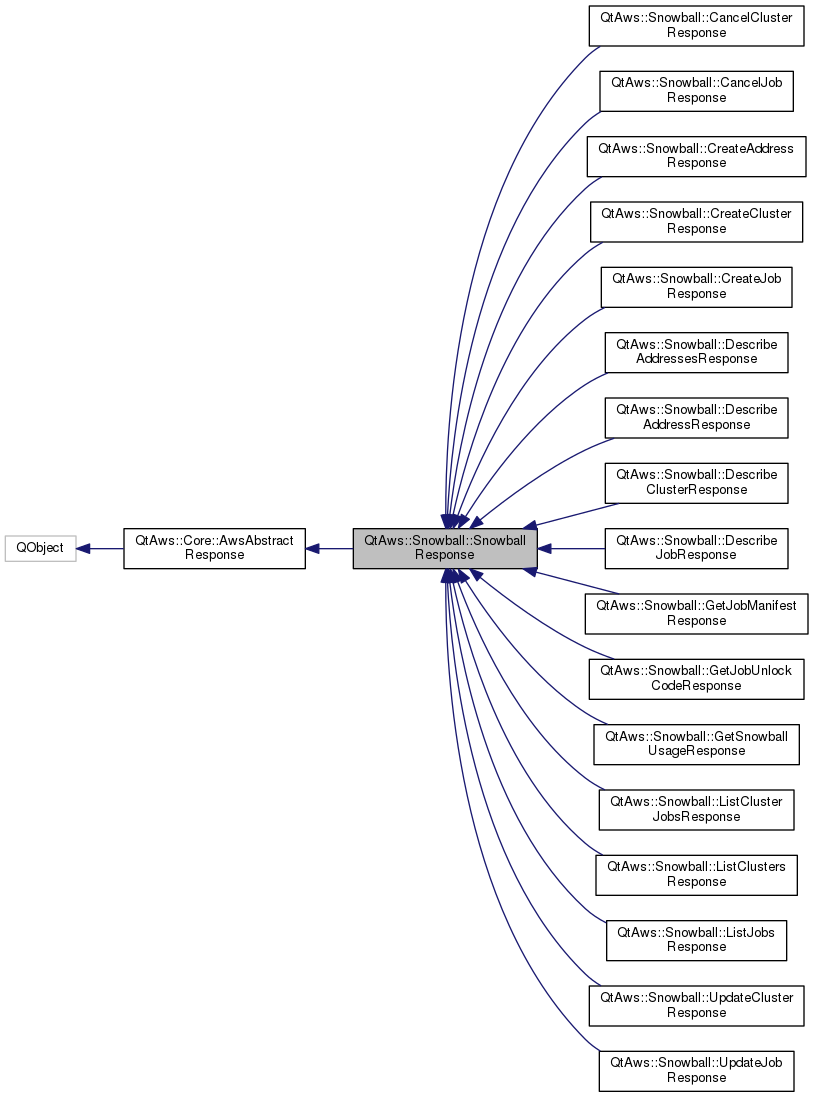 QtAws::Snowball::CancelCluster
Response
QtAws::Snowball::CancelJob
Response
QtAws::Snowball::CreateAddress
Response
QtAws::Snowball::CreateCluster
Response
QtAws::Snowball::CreateJob
Response
QtAws::Snowball::Describe
AddressesResponse
QtAws::Snowball::Describe
AddressResponse
QtAws::Snowball::Describe
ClusterResponse
QObject
QtAws::Core::AwsAbstract
Response
QtAws::Snowball::Snowball
Response
QtAws::Snowball::Describe
JobResponse
QtAws::Snowball::GetJobManifest
Response
QtAws::Snowball::GetJobUnlock
CodeResponse
QtAws::Snowball::GetSnowball
UsageResponse
QtAws::Snowball::ListCluster
JobsResponse
QtAws::Snowball::ListClusters
Response
QtAws::Snowball::ListJobs
Response
QtAws::Snowball::UpdateCluster
Response
QtAws::Snowball::UpdateJob
Response